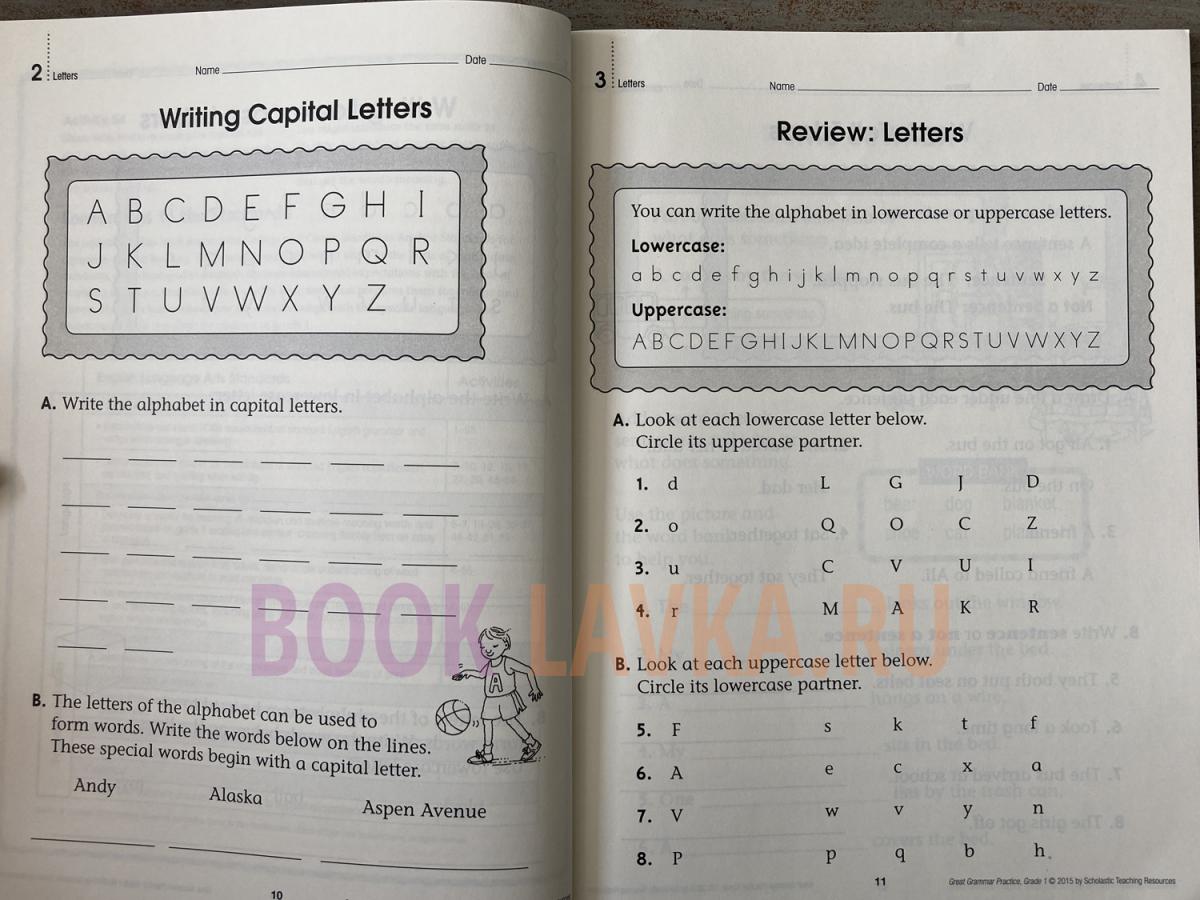 2 Letters Name Date
Writing Capital Letters
A B C D E F G H I
J K L M N O P Q R
S T U V W X Y Z
A. Write the alphabet in capital letters.
B. The letters of the alphabet can be used to
form words. Write the words below on the lines.
These special words begin with a capital letter.
Andy Alaska Aspen Avenue
10
A
3 Letters Name Date
Review: Letters
You can write the alphabet in lowercase or uppercase letters.
Lowercase:
a b c d e f g h i j k l m n o p q r s t u v w x y z
Uppercase:
A B C D E F G H I J K L M N O P Q R S T U V W X Y Z
A. Look at each lowercase letter below.
Circle its uppercase partner.
1. d L G J D
2. o Q O C Z
3. u C V U I
4. r M A K R
B. Look at each uppercase letter below.
Circle its lowercase partner.
5. F s k t f
6. A e c x a
7. V w v y n
8. P p q b h
11 Great Grammar Practice, Grade 1 © 2015 by Scholastic Teaching Resources
BOOK LAVKA.RU